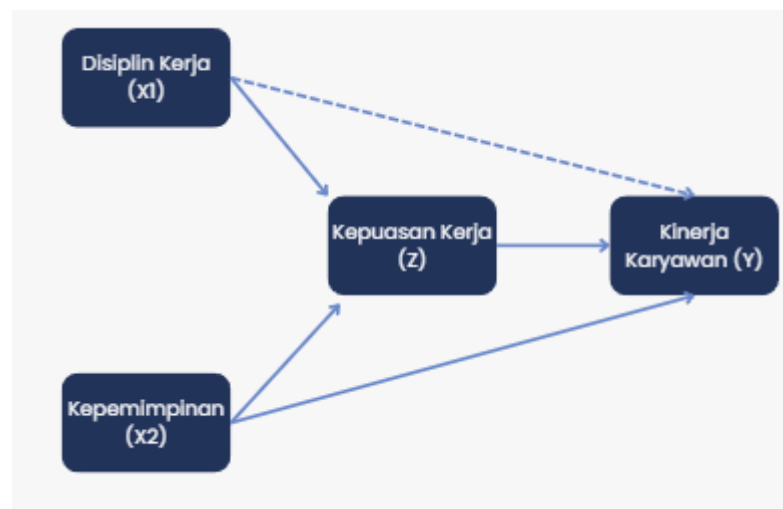 Disiplin Kerja
(X1)
Kepuasan Kerja
(Z)
Kinerja
Karyawan (Y)
Kepemimpinan
(X2)